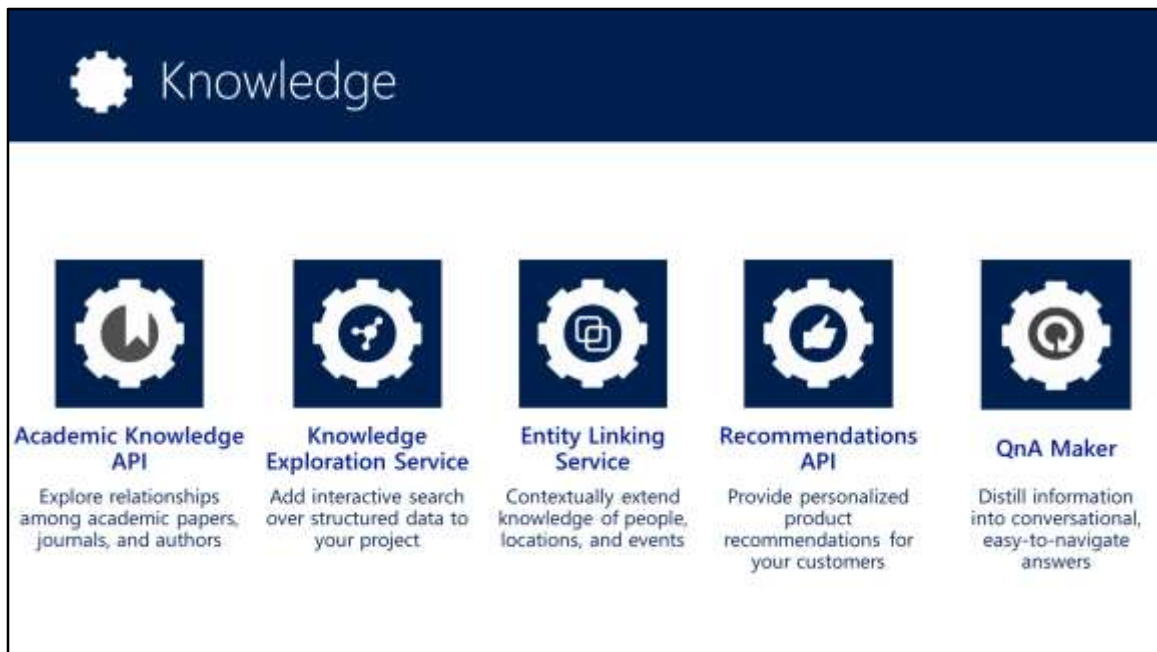 Knowledge
Academic Knowledge
API
Explore relationships
among academic papers,
journals, and authors
Knowledge
Exploration Service
Add interactive search
over structured data to
your project
Entity Linking
Service
Contextually extend
knowledge of people,
locations, and events
Recommendations
API
Provide personalized
product
recommendations for
your customers
QnA Maker
Distill information
into conversational,
easy-to-navigate
answers